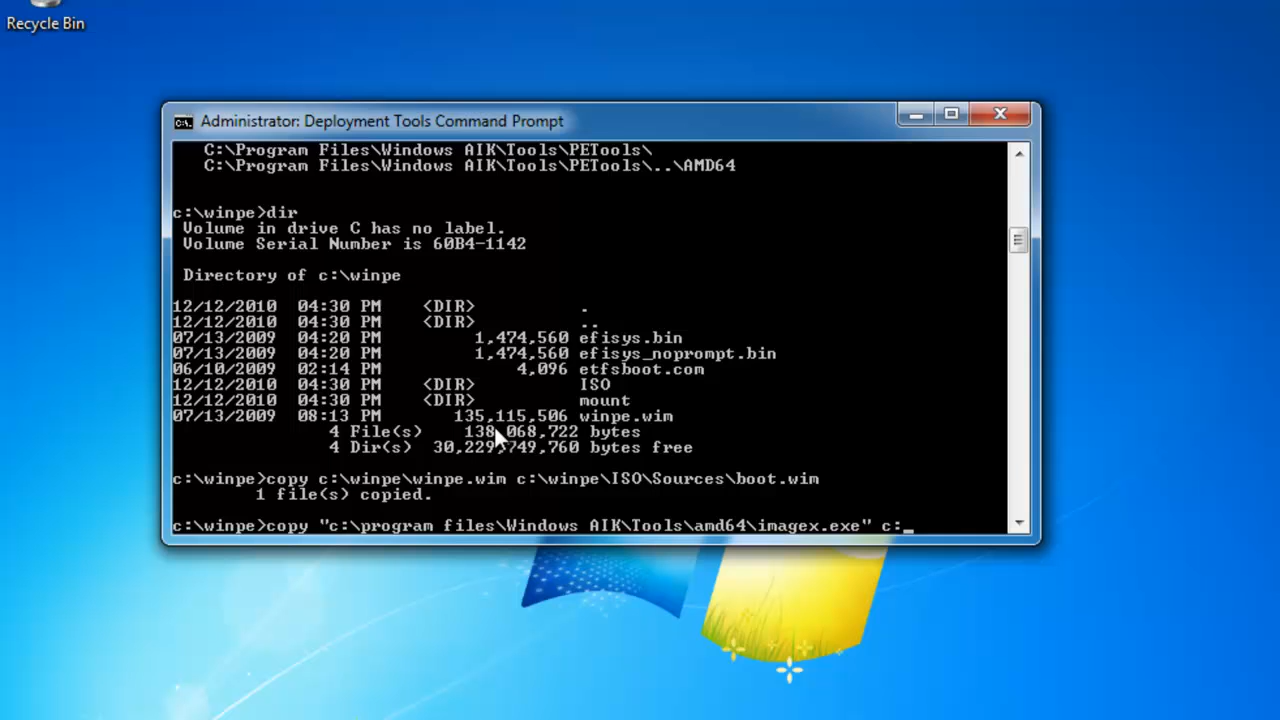 Recycle Bin
Administrator: Deployment Tools Command Prompt
C:\Program Files\Windows AIK\Tools\PETools\
C:\Program Files\Windows AIK\Tools\PETools\..\AMD64
c:\winpe>dir
Volume in drive C has no label.
Volume Serial Number is 60B4-1142
Directory of c:\winpe
12/12/2010 04:30 PM <DIR> .
12/12/2010 04:30 PM <DIR> ..
07/13/2009 04:20 PM 1,474,560 efisys.bin
07/13/2009 04:20 PM 1,474,560 efisys_noprompt.bin
06/10/2009 02:14 PM 4,096 etfsboot.com
12/12/2010 04:30 PM <DIR> ISO
12/12/2010 04:30 PM <DIR> mount
07/13/2009 08:13 PM 135,115,506 winpe.wim
4 File(s) 138,068,722 bytes
4 Dir(s) 30,229,749,760 bytes free
c:\winpe>copy c:\winpe\winpe.wim c:\winpe\ISO\Sources\boot.wim
1 file(s) copied.
c:\winpe>copy "c:\program files\Windows AIK\Tools\amd64\imagex.exe" c:_